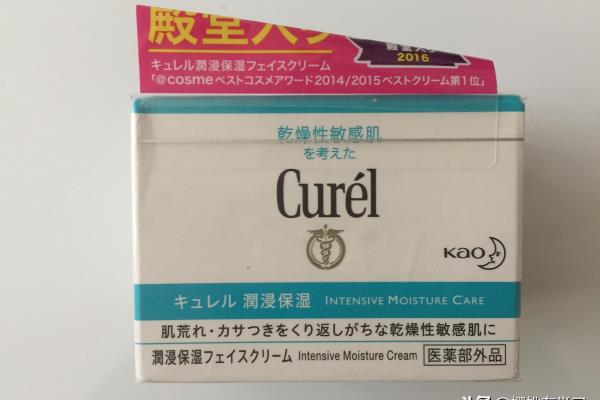 殿堂入り
殿堂入り
2016
キュレル潤浸保湿フェイスクリーム
「@cosmeベストコスメアワード2014/2015ベストクリーム第1位」
乾燥性敏感肌
を考えた
Curél
Kao
キュレル 潤浸保湿 INTENSIVE MOISTURE CARE
肌荒れ・カサつきをくり返しがちな乾燥性敏感肌に
潤浸保湿フェイスクリーム Intensive Moisture Cream 医薬部外品